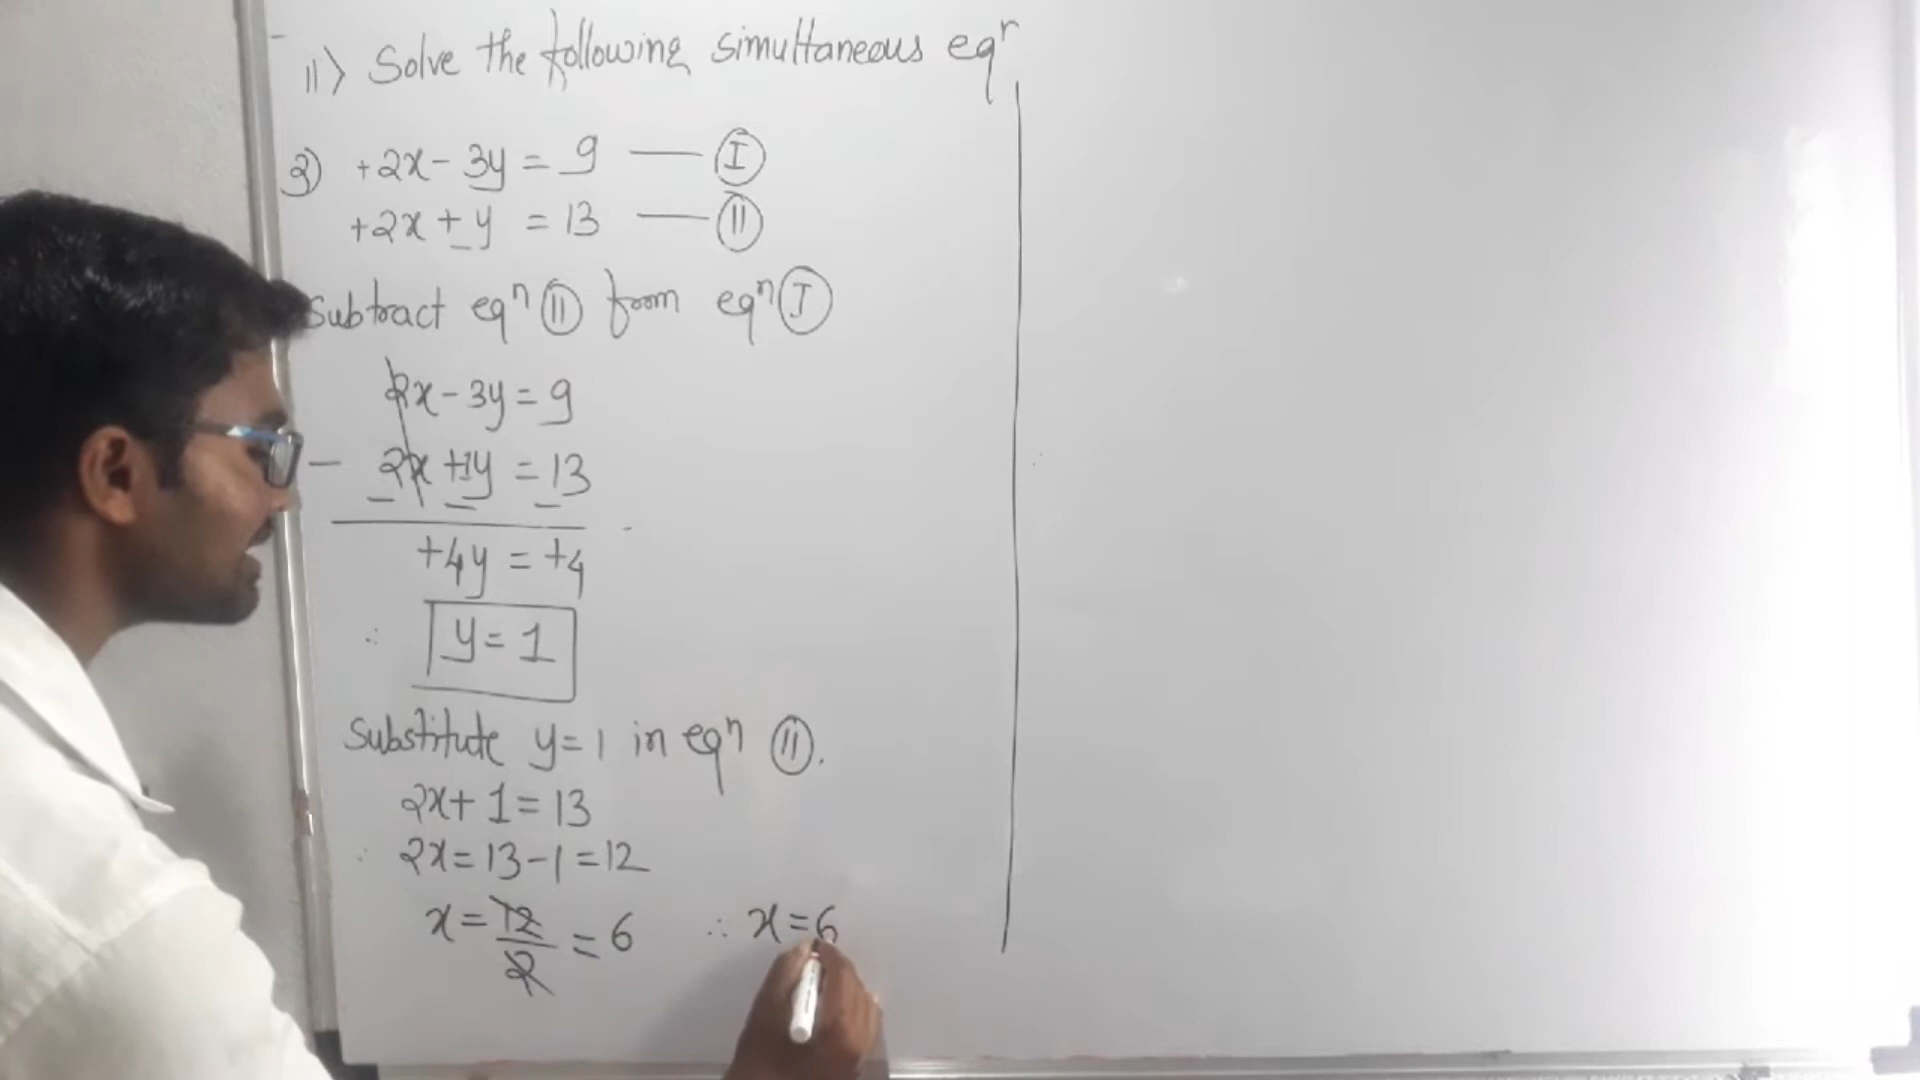 11) Solve the following simultaneous eqn
3) +2x - 3y = 9 — I
+2x + y = 13 — II
Subtract eqn II from eqn I
2x - 3y = 9
- 2x +1y = 13
- - -
+4y = +4
∴ y = 1
Substitute y = 1 in eqn II.
2x + 1 = 13
∴ 2x = 13 - 1 = 12
x = 12/2 = 6 ∴ x = 6